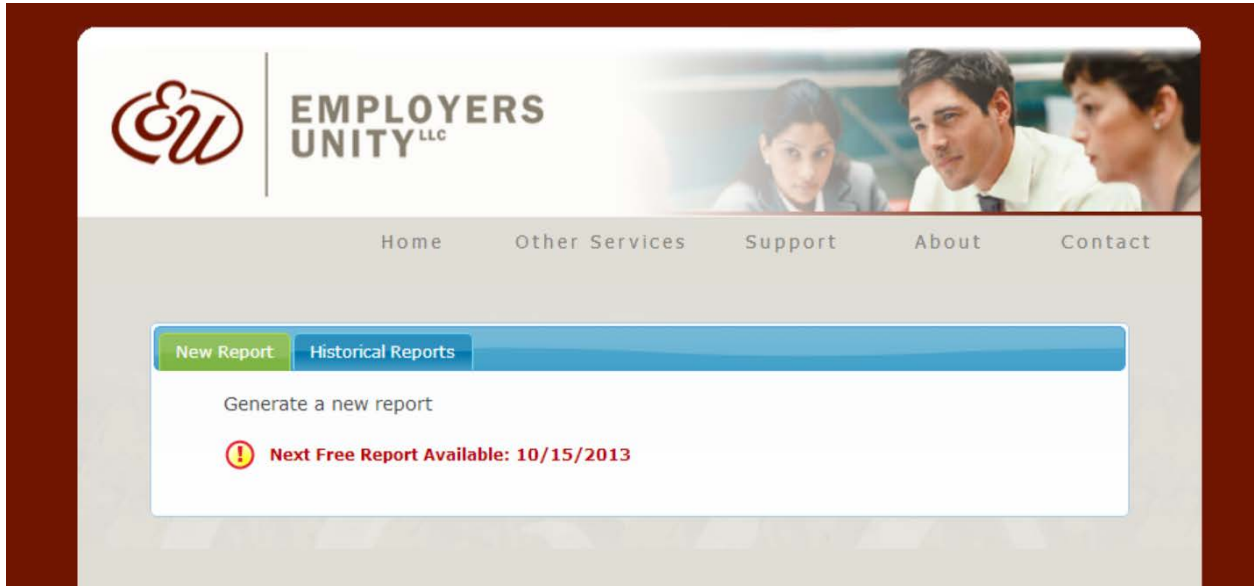 EU
EMPLOYERS
UNITY LLC
Home Other Services Support About Contact
New Report Historical Reports
Generate a new report
! Next Free Report Available: 10/15/2013